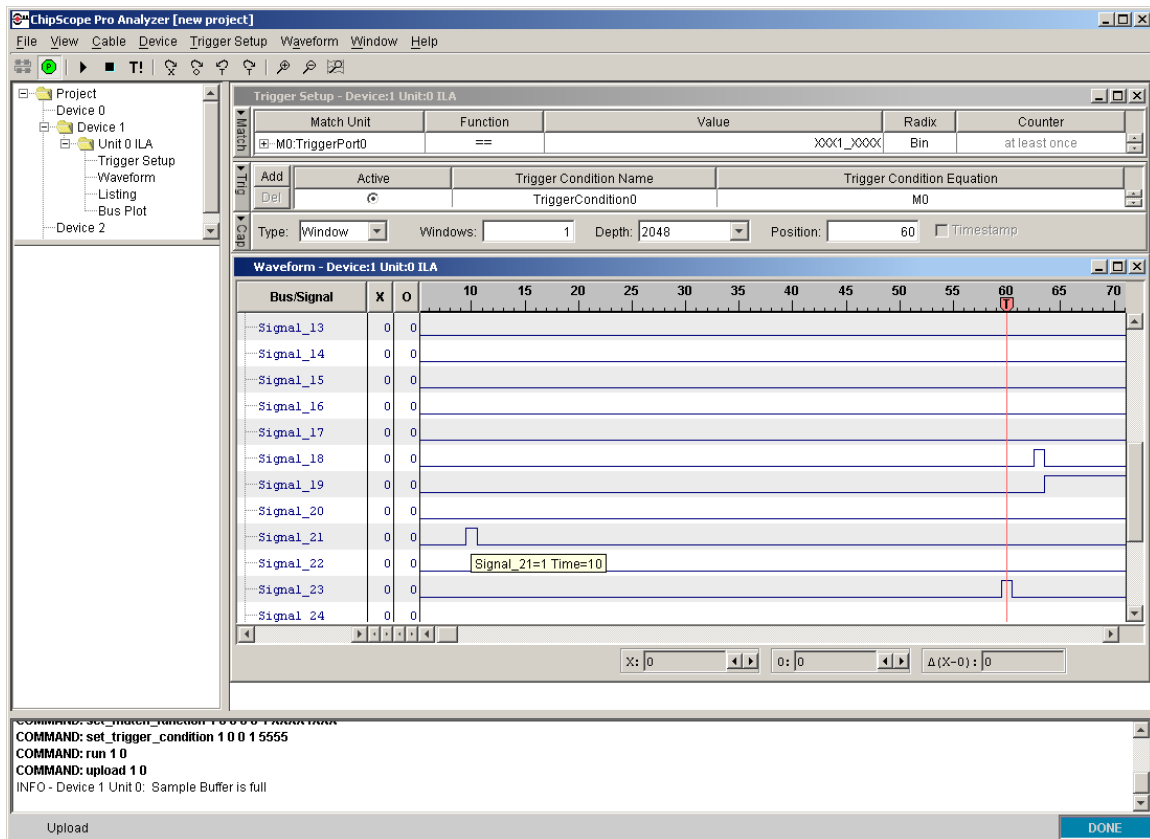 ChipScope Pro Analyzer [new project]
File View Cable Device Trigger Setup Waveform Window Help
P T!
Project
Device 0
Device 1
Unit 0 ILA
Trigger Setup
Waveform
Listing
Bus Plot
Device 2
Trigger Setup - Device:1 Unit:0 ILA
Match
Match Unit Function Value Radix Counter
M0:TriggerPort0 == XXX1_XXXX Bin at least once
Trig
Add Active Trigger Condition Name Trigger Condition Equation
Del TriggerCondition0 M0
Cap
Type: Window Windows: 1 Depth: 2048 Position: 60 Timestamp
Waveform - Device:1 Unit:0 ILA
Bus/Signal X O 10 15 20 25 30 35 40 45 50 55 60 65 70
T
Signal_13 0 0
Signal_14 0 0
Signal_15 0 0
Signal_16 0 0
Signal_17 0 0
Signal_18 0 0
Signal_19 0 0
Signal_20 0 0
Signal_21 0 0
Signal_22 0 0 Signal_21=1 Time=10
Signal_23 0 0
Signal_24 0 0
X: 0 O: 0 Δ(X-O): 0
COMMAND: set_trigger_condition 1 0 0 1 5555
COMMAND: run 1 0
COMMAND: upload 1 0
INFO - Device 1 Unit 0: Sample Buffer is full
Upload DONE